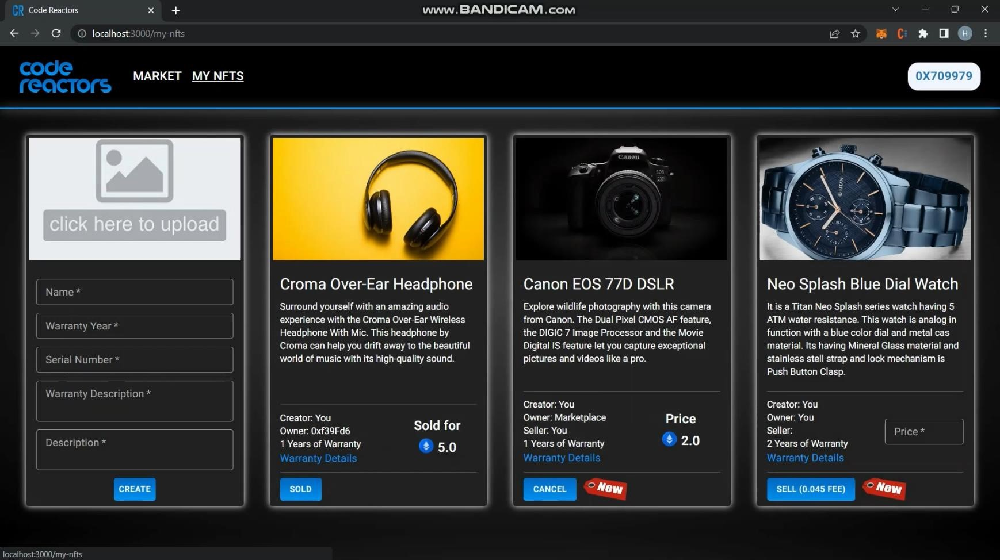 Code Reactors
www.BANDICAM.com
localhost:3000/my-nfts
H
code
reactors
MARKET
MY NFTS
0X709979
click here to upload
Name *
Warranty Year *
Serial Number *
Warranty Description *
Description *
CREATE
Croma Over-Ear Headphone
Surround yourself with an amazing audio
experience with the Croma Over-Ear Wireless
Headphone With Mic. This headphone by
Croma can help you drift away to the beautiful
world of music with its high-quality sound.
Creator: You
Owner: 0xf39Fd6
1 Years of Warranty
Warranty Details
Sold for
5.0
SOLD
Canon
EOS
Canon EOS 77D DSLR
Explore wildlife photography with this camera
from Canon. The Dual Pixel CMOS AF feature,
the DIGIC 7 Image Processor and the Movie
Digital IS feature let you capture exceptional
pictures and videos like a pro.
Creator: You
Owner: Marketplace
Seller: You
1 Years of Warranty
Warranty Details
Price
2.0
CANCEL
New
TITAN
Neo Splash Blue Dial Watch
It is a Titan Neo Splash series watch having 5
ATM water resistance. This watch is analog in
function with a blue color dial and metal cas
material. Its having Mineral Glass material and
stainless stell strap and lock mechanism is
Push Button Clasp.
Creator: You
Owner: You
Seller:
2 Years of Warranty
Warranty Details
Price *
SELL (0.045 FEE)
New
localhost:3000/my-nfts